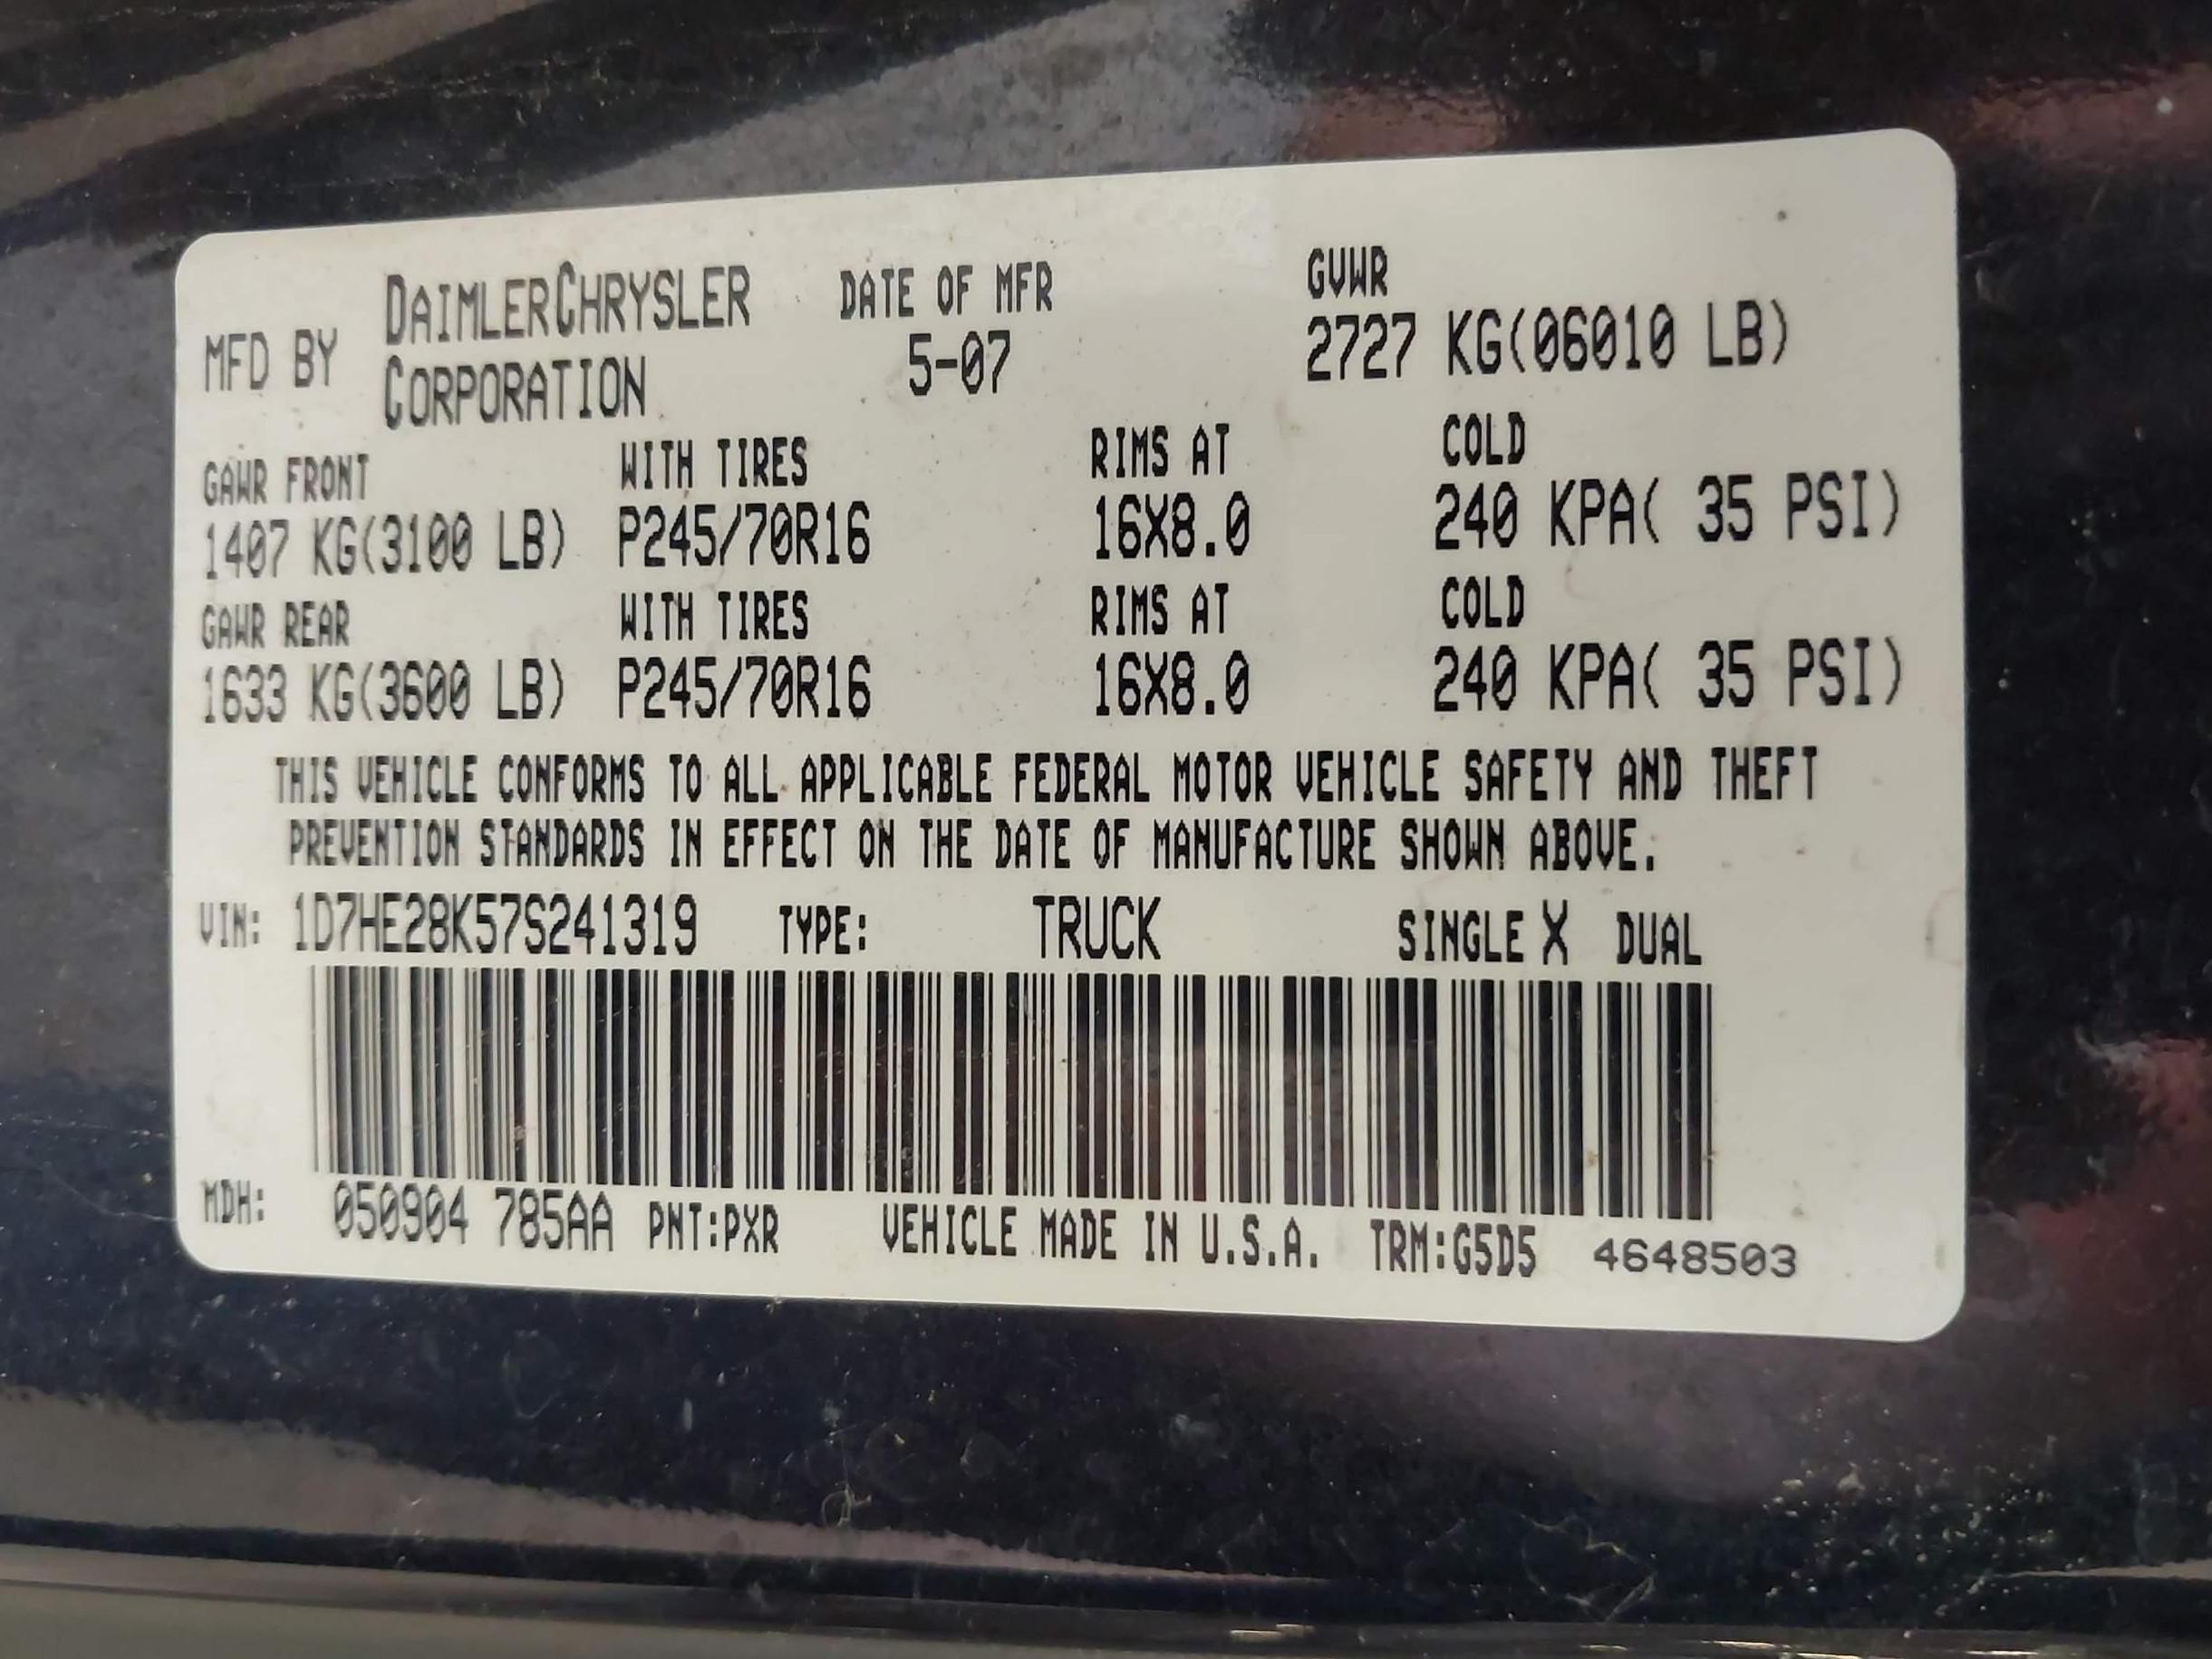 MFD BY DAIMLERCHRYSLER CORPORATION DATE OF MFR 5-07 GVWR 2727 KG(06010 LB)
GAWR FRONT WITH TIRES RIMS AT COLD
1407 KG(3100 LB) P245/70R16 16X8.0 240 KPA( 35 PSI)
GAWR REAR WITH TIRES RIMS AT COLD
1633 KG(3600 LB) P245/70R16 16X8.0 240 KPA( 35 PSI)
THIS VEHICLE CONFORMS TO ALL APPLICABLE FEDERAL MOTOR VEHICLE SAFETY AND THEFT
PREVENTION STANDARDS IN EFFECT ON THE DATE OF MANUFACTURE SHOWN ABOVE.
VIN: 1D7HE28K57S241319 TYPE: TRUCK SINGLE X DUAL
MDH: 050904 785AA PNT:PXR VEHICLE MADE IN U.S.A. TRM:G5D5 4648503